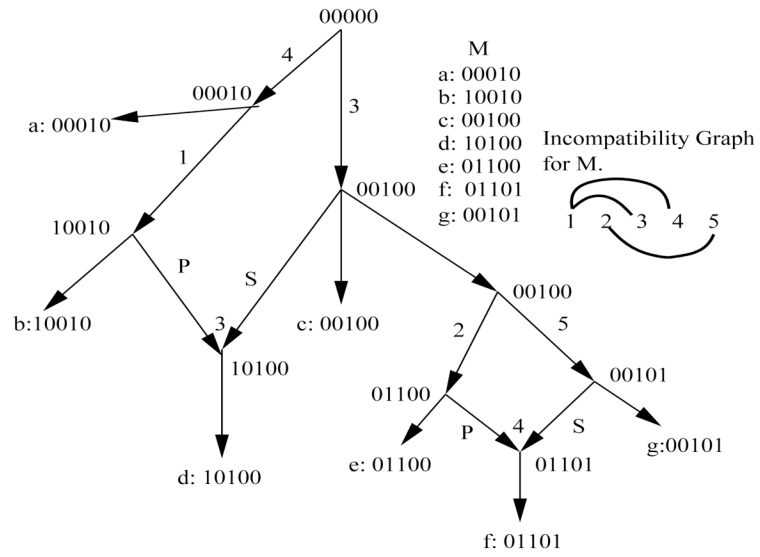 00000
4
3
00010
a: 00010
1
10010
00100
P
S
b:10010
3
c: 00100
10100
d: 10100
00100
2
5
01100
00101
P
4
S
e: 01100
01101
g:00101
f: 01101
M
a: 00010
b: 10010
c: 00100
d: 10100
e: 01100
f: 01101
g: 00101
Incompatibility Graph
for M.
1 2 3 4 5